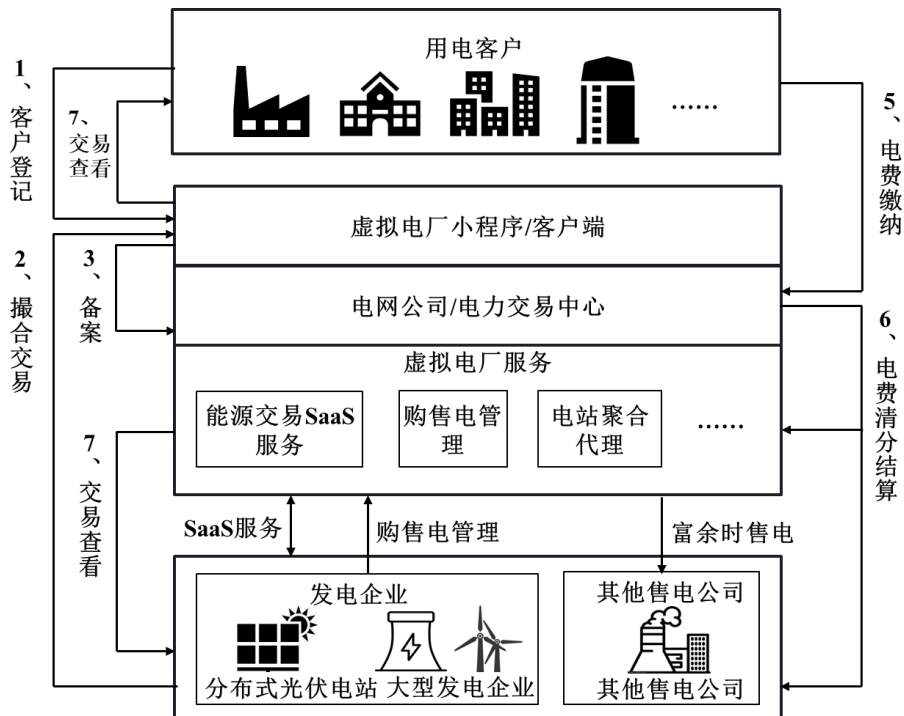 用电客户
……
1、客户登记
7、
交易
查看
5、电费缴纳
虚拟电厂小程序/客户端
2、撮合交易
3、备案
电网公司/电力交易中心
6、电费清分结算
虚拟电厂服务
能源交易SaaS
服务
购售电管
理
电站聚合
代理
……
7、交易查看
SaaS服务
购售电管理
富余时售电
发电企业
其他售电公司
分布式光伏电站
大型发电企业
其他售电公司